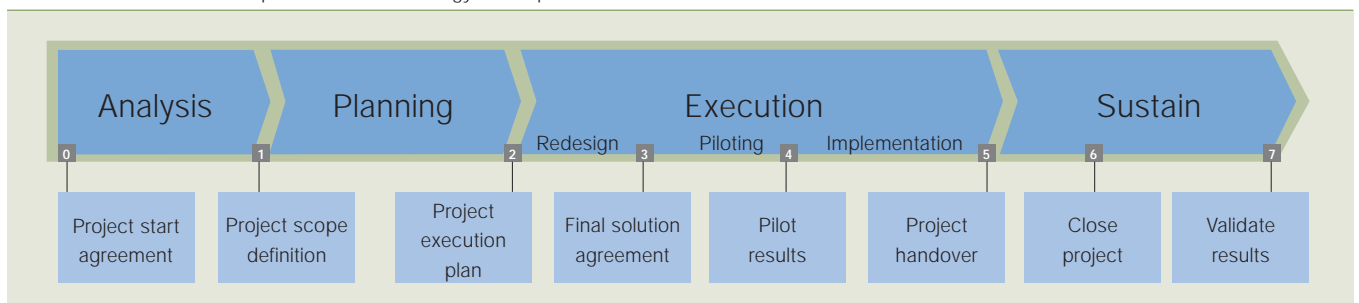 Analysis
Planning
Execution
Sustain
Redesign
Piloting
Implementation
0
1
2
3
4
5
6
7
Project start
agreement
Project scope
definition
Project
execution
plan
Final solution
agreement
Pilot
results
Project
handover
Close
project
Validate
results